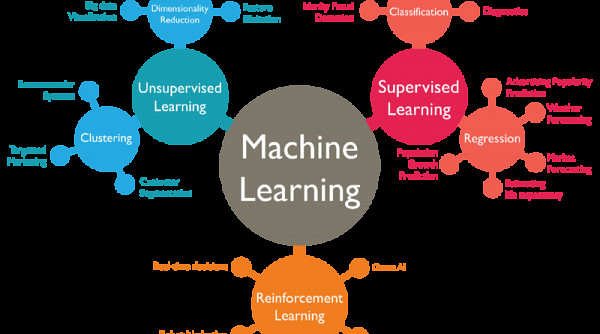 Big data
Visualisation
Dimensionality
Reduction
Feature
Elicitation
Identity Fraud
Detection
Classification
Diagnostics
Unsupervised
Learning
Supervised
Learning
Recommender
Systems
Clustering
Targeted
Marketing
Customer
Segmentation
Machine
Learning
Advertising Popularity
Prediction
Weather
Forecasting
Regression
Population
Growth
Prediction
Market
Forecasting
Estimating
life expectancy
Real-time decisions
Game AI
Reinforcement
Learning